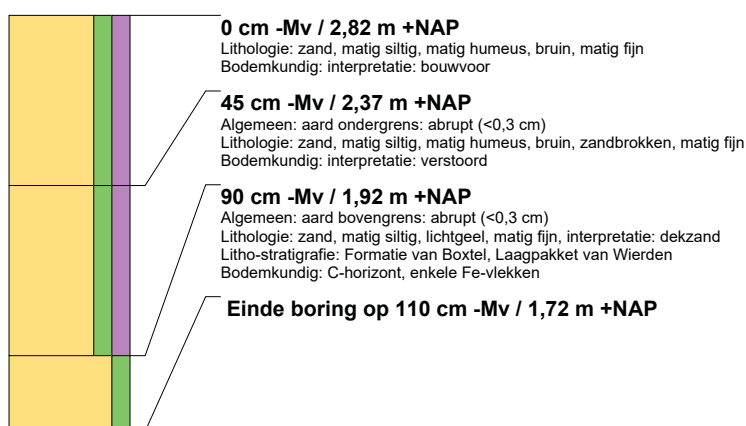 0 cm -Mv / 2,82 m +NAP
Lithologie: zand, matig siltig, matig humeus, bruin, matig fijn
Bodemkundig: interpretatie: bouwvoor
45 cm -Mv / 2,37 m +NAP
Algemeen: aard ondergrens: abrupt (<0,3 cm)
Lithologie: zand, matig siltig, matig humeus, bruin, zandbrokken, matig fijn
Bodemkundig: interpretatie: verstoord
90 cm -Mv / 1,92 m +NAP
Algemeen: aard bovengrens: abrupt (<0,3 cm)
Lithologie: zand, matig siltig, lichtgeel, matig fijn, interpretatie: dekzand
Litho-stratigrafie: Formatie van Boxtel, Laagpakket van Wierden
Bodemkundig: C-horizont, enkele Fe-vlekken
Einde boring op 110 cm -Mv / 1,72 m +NAP